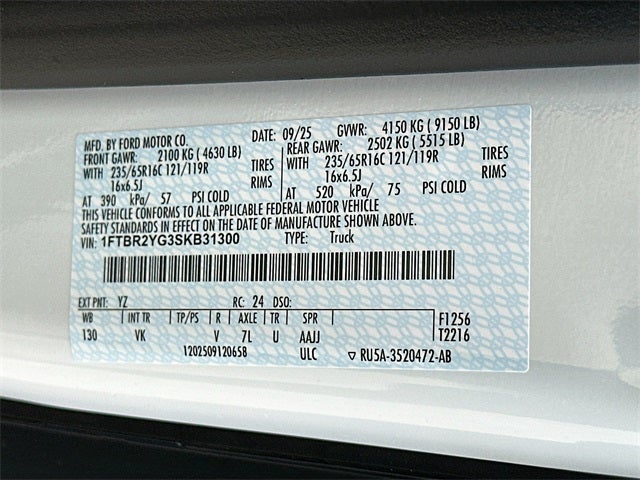 MFD. BY FORD MOTOR CO. DATE: 09/25 GVWR: 4150 KG ( 9150 LB)
FRONT GAWR: 2100 KG ( 4630 LB) REAR GAWR: 2502 KG ( 5515 LB)
WITH 235/65R16C 121/119R TIRES WITH 235/65R16C 121/119R TIRES
16x6.5J RIMS 16x6.5J RIMS
AT 390 kPa/ 57 PSI COLD AT 520 kPa/ 75 PSI COLD
THIS VEHICLE CONFORMS TO ALL APPLICABLE FEDERAL MOTOR VEHICLE
SAFETY STANDARDS IN EFFECT ON THE DATE OF MANUFACTURE SHOWN ABOVE.
VIN: 1FTBR2YG3SKB31300 TYPE: Truck
EXT PNT: YZ RC: 24 DSO:
WB INT TR TP/PS R AXLE TR SPR F1256
130 VK V 7L U AAJJ T2216
12025091206​58 ULC ▽ RU5A-3520472-AB